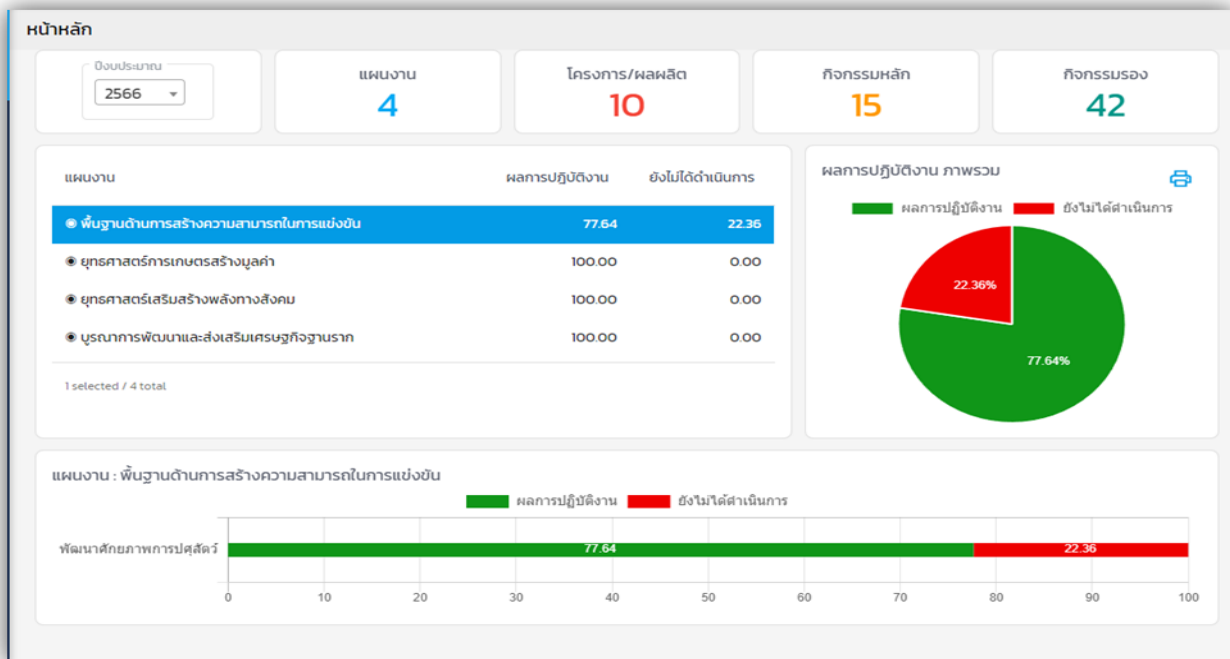 หน้าหลัก
ปีงบประมาณ
2566
แผนงาน
4
โครงการ/ผลผลิต
10
กิจกรรมหลัก
15
กิจกรรมรอง
42
แผนงาน ผลการปฏิบัติงาน ยังไม่ได้ดำเนินการ
พื้นฐานด้านการสร้างความสามารถในการแข่งขัน 77.64 22.36
ยุทธศาสตร์การเกษตรสร้างมูลค่า 100.00 0.00
ยุทธศาสตร์เสริมสร้างพลังทางสังคม 100.00 0.00
บูรณาการพัฒนาและส่งเสริมเศรษฐกิจฐานราก 100.00 0.00
1 selected / 4 total
ผลการปฏิบัติงาน ภาพรวม
ผลการปฏิบัติงาน ยังไม่ได้ดำเนินการ
22.36%
77.64%
แผนงาน : พื้นฐานด้านการสร้างความสามารถในการแข่งขัน
ผลการปฏิบัติงาน ยังไม่ได้ดำเนินการ
พัฒนาศักยภาพการปศุสัตว์ 77.64 22.36
0 10 20 30 40 50 60 70 80 90 100